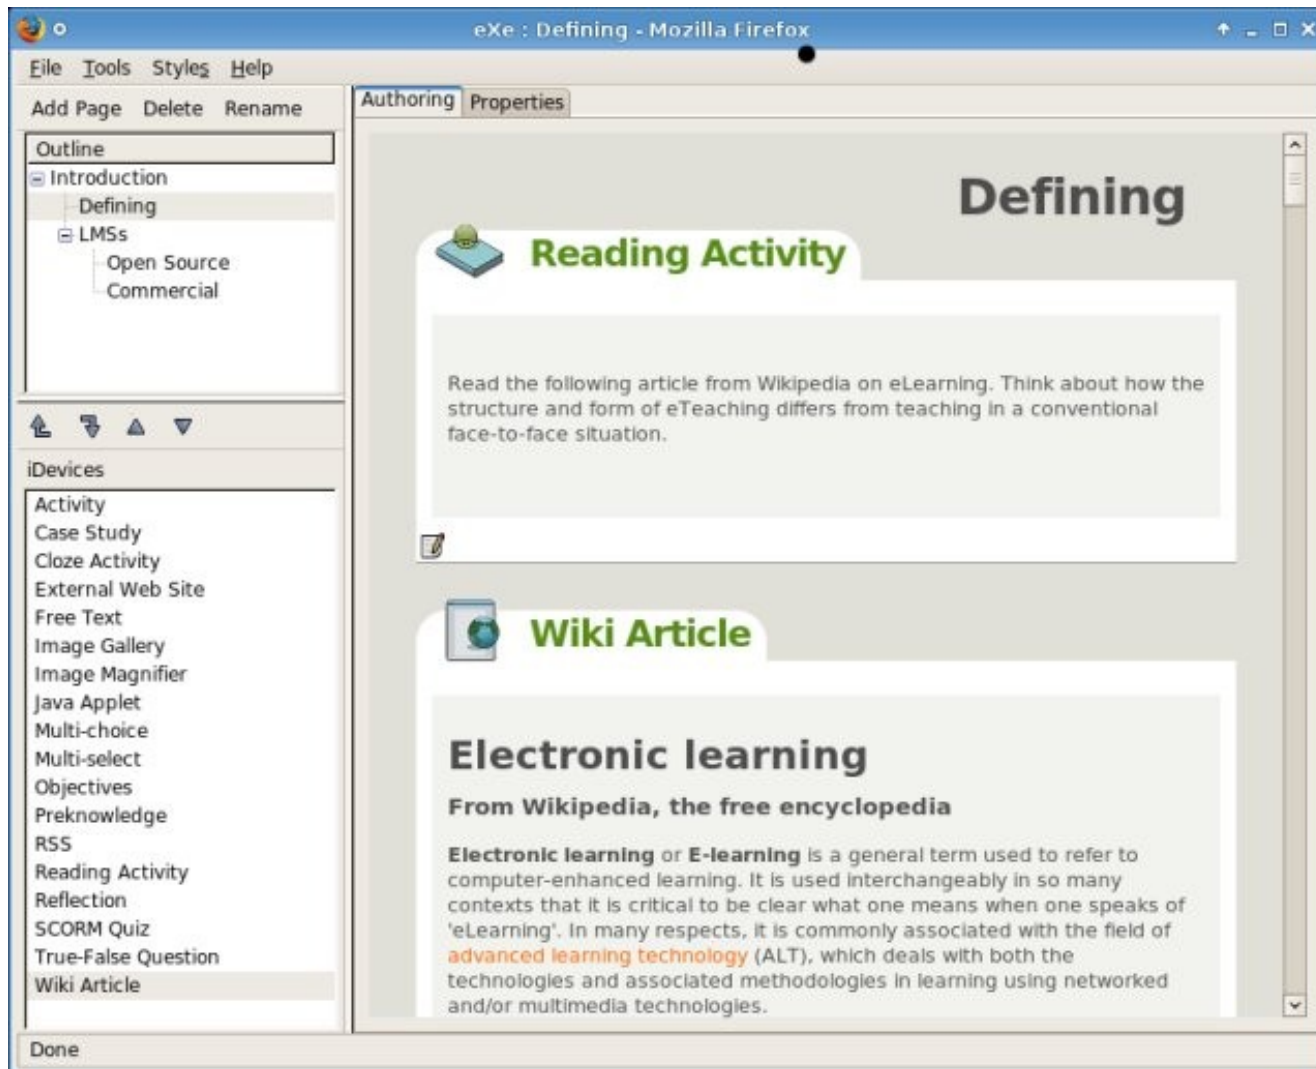 eXe : Defining - Mozilla Firefox
File Tools Styles Help
Add Page Delete Rename
Outline
Introduction
Defining
LMSs
Open Source
Commercial
iDevices
Activity
Case Study
Cloze Activity
External Web Site
Free Text
Image Gallery
Image Magnifier
Java Applet
Multi-choice
Multi-select
Objectives
Preknowledge
RSS
Reading Activity
Reflection
SCORM Quiz
True-False Question
Wiki Article
Authoring Properties
Defining
Reading Activity
Read the following article from Wikipedia on eLearning. Think about how the
structure and form of eTeaching differs from teaching in a conventional
face-to-face situation.
Wiki Article
Electronic learning
From Wikipedia, the free encyclopedia
Electronic learning or E-learning is a general term used to refer to
computer-enhanced learning. It is used interchangeably in so many
contexts that it is critical to be clear what one means when one speaks of
'eLearning'. In many respects, it is commonly associated with the field of
advanced learning technology (ALT), which deals with both the
technologies and associated methodologies in learning using networked
and/or multimedia technologies.
Done